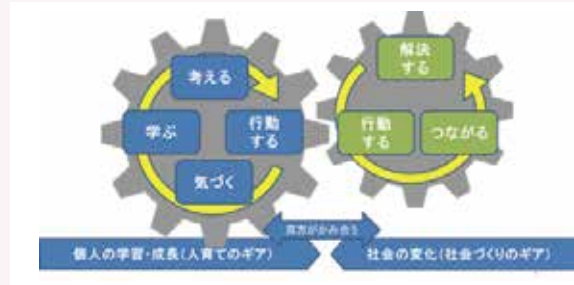 考える
学ぶ
行動
する
気づく
解決
する
行動
する
つながる
双方がかみ合う
個人の学習・成長(人育てのギア)
社会の変化(社会づくりのギア)